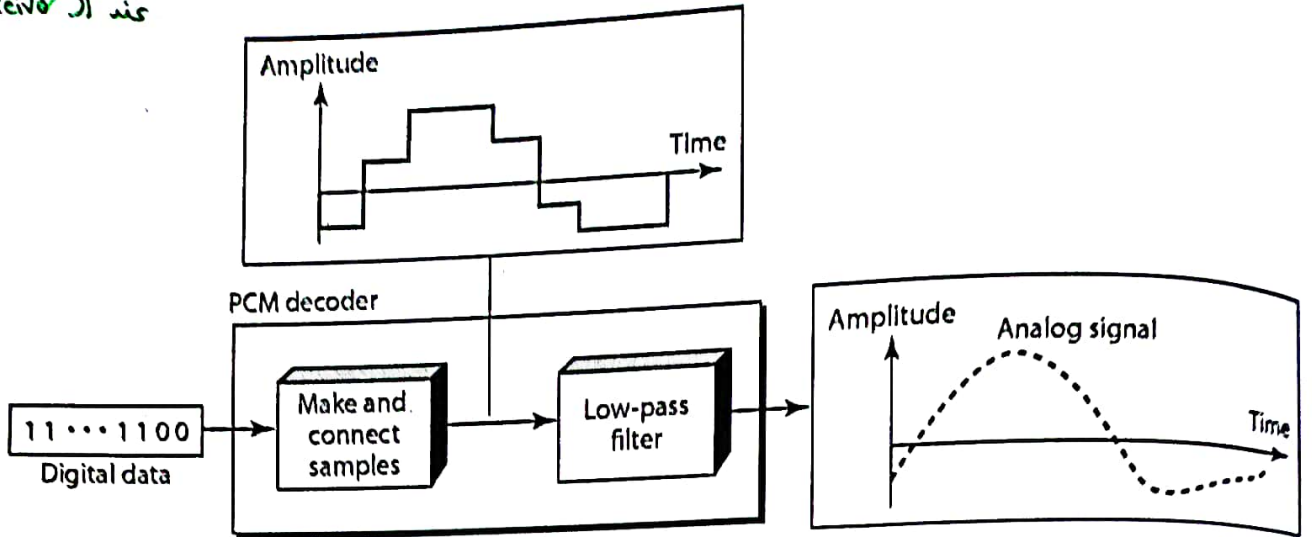 Amplitude
Time
PCM decoder
Make and
connect
samples
Low-pass
filter
11 ••• 1100
Digital data
Amplitude
Analog signal
Time